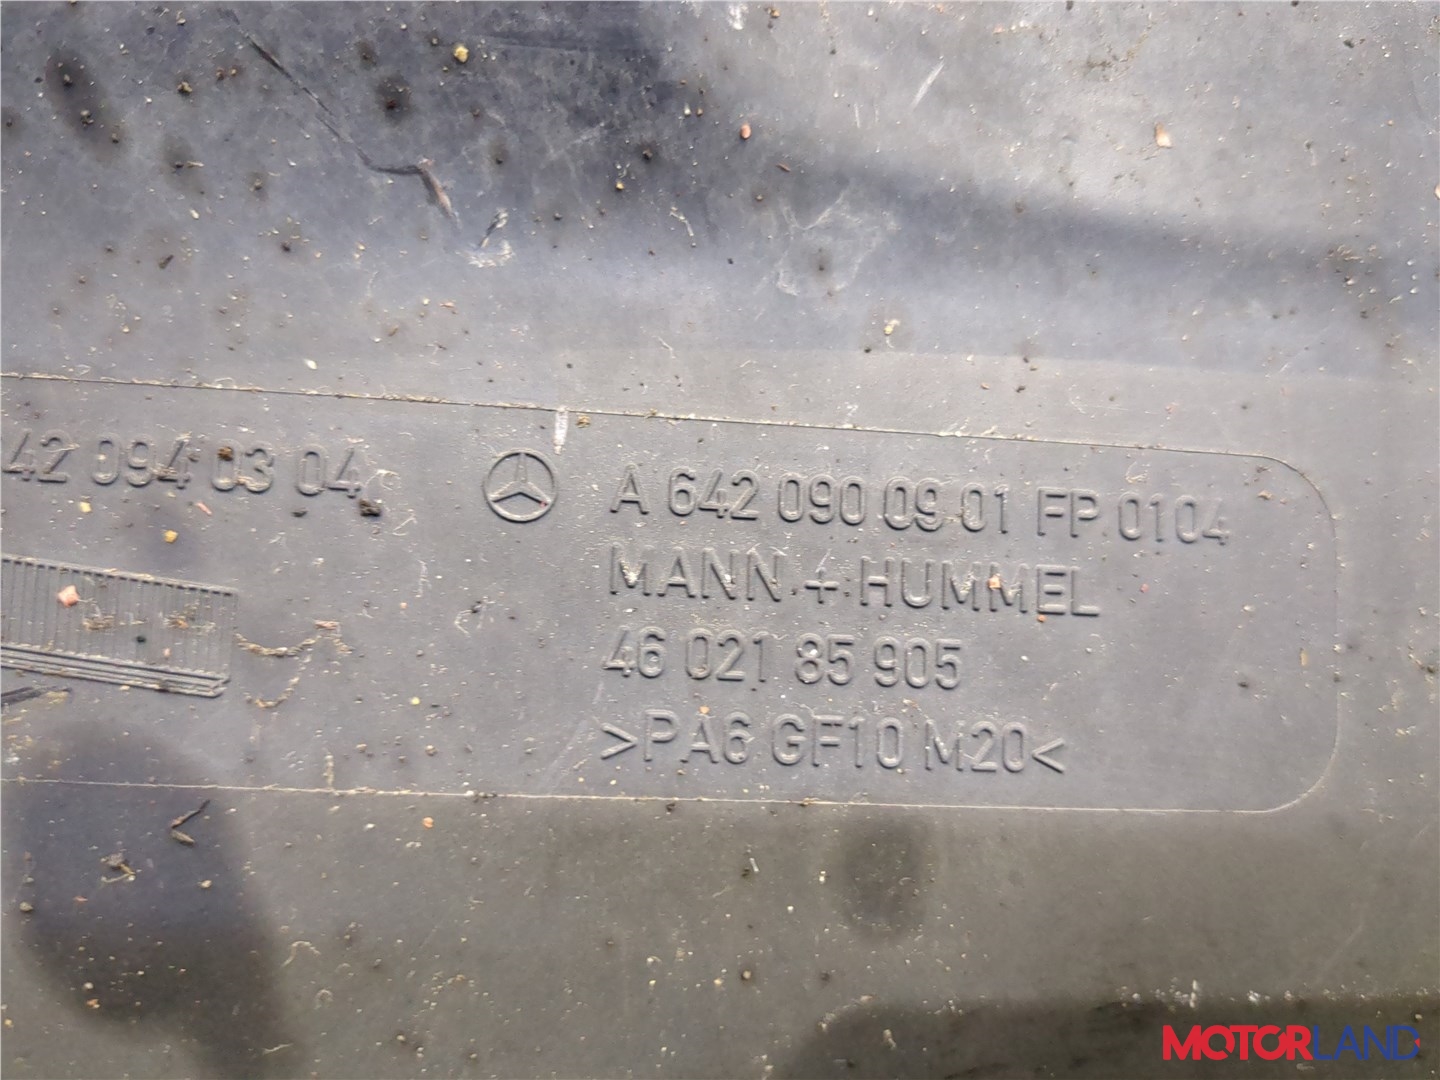 42 094 03 04
A 642 090 09 01 FP 0104
MANN + HUMMEL
46 021 85 905
>PA6 GF10 M20<
MOTORLAND